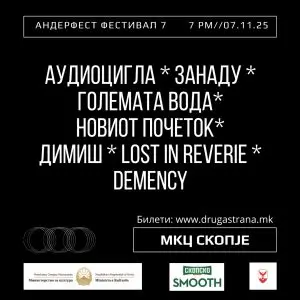 АНДЕРФЕСТ ФЕСТИВАЛ 7 7 PM//07.11.25
АУДИОЦИГЛА * ЗАНАДУ *
ГОЛЕМАТА ВОДА*
НОВИОТ ПОЧЕТОК*
ДИМИШ * LOST IN REVERIE *
DEMENCY
Билети: www.drugastrana.mk
МКЦ СКОПЈЕ
СКОПСКО
SMOOTH